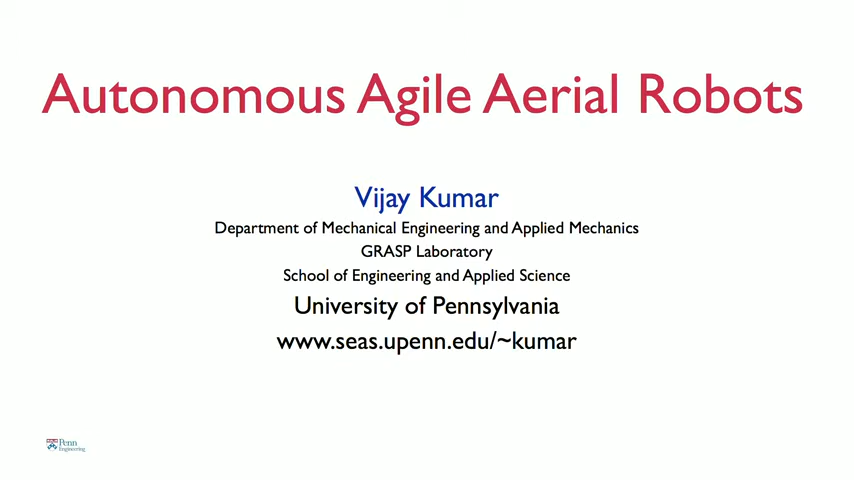 Autonomous Agile Aerial Robots
Vijay Kumar
Department of Mechanical Engineering and Applied Mechanics
GRASP Laboratory
School of Engineering and Applied Science
University of Pennsylvania
www.seas.upenn.edu/~kumar
Penn
Engineering